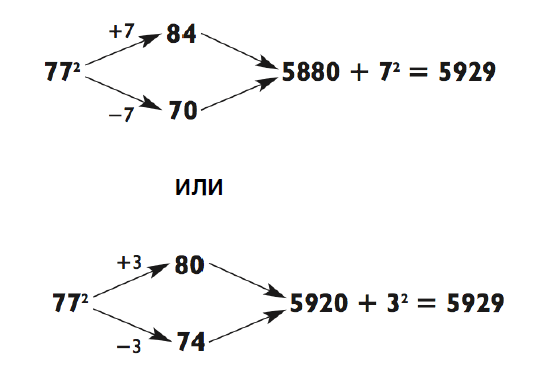 +7 84
77² 5880 + 7² = 5929
−7 70
ИЛИ
+3 80
77² 5920 + 3² = 5929
−3 74